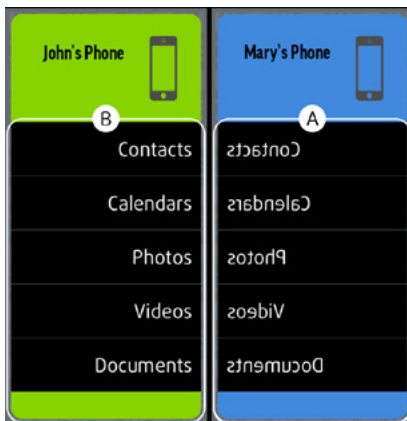 John's Phone
B
Contacts
Calendars
Photos
Videos
Documents
Mary's Phone
A
Contacts
Calendars
Photos
Videos
Documents